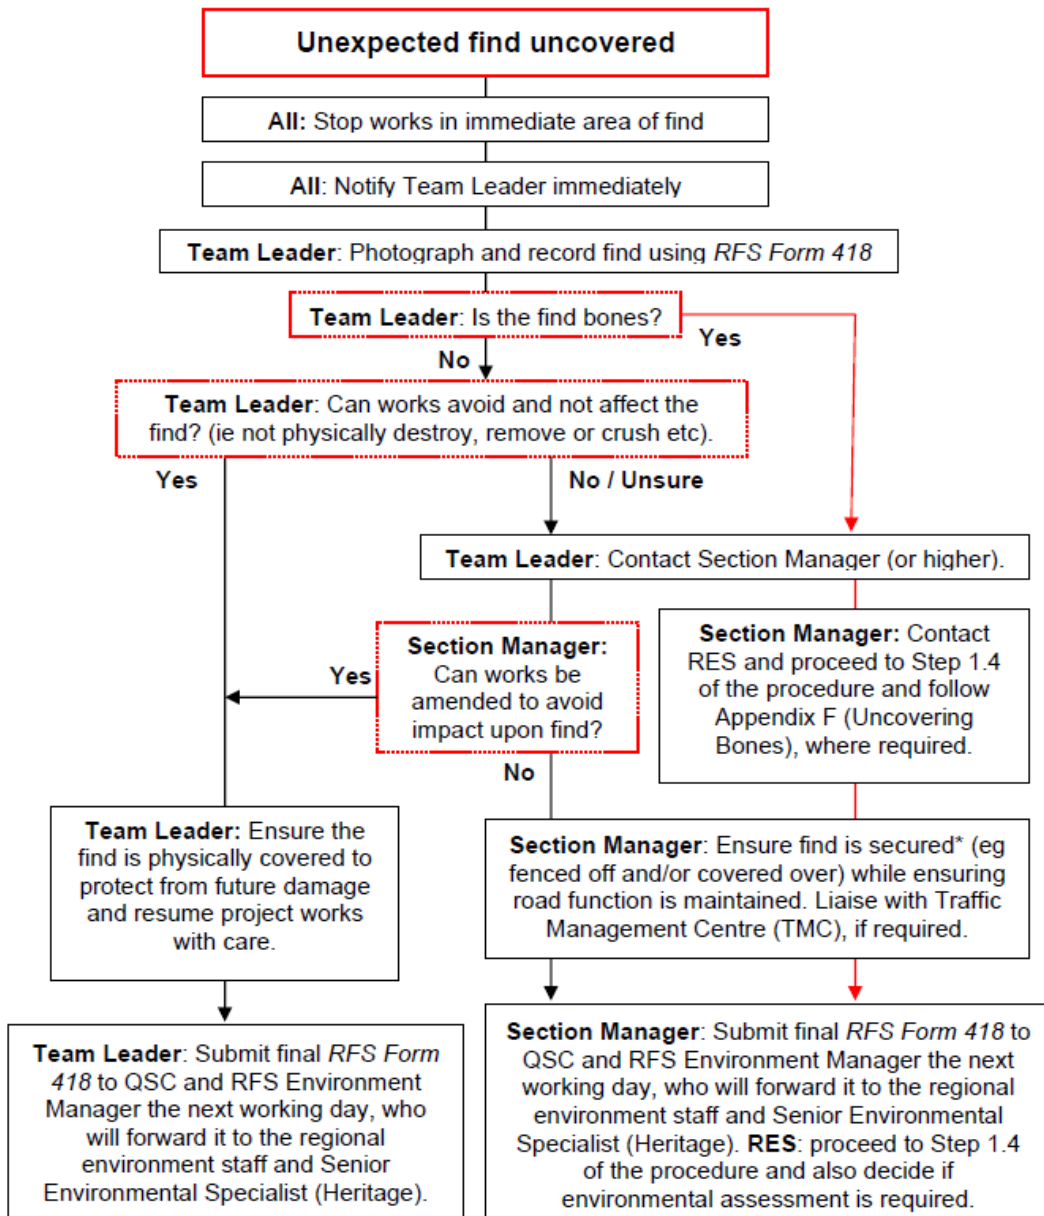 Unexpected find uncovered
All: Stop works in immediate area of find
All: Notify Team Leader immediately
Team Leader: Photograph and record find using RFS Form 418
Team Leader: Is the find bones?
Yes
No
Team Leader: Can works avoid and not affect the
find? (ie not physically destroy, remove or crush etc).
Yes
No / Unsure
Team Leader: Contact Section Manager (or higher).
Section Manager:
Can works be
amended to avoid
impact upon find?
Yes
No
Section Manager: Contact
RES and proceed to Step 1.4
of the procedure and follow
Appendix F (Uncovering
Bones), where required.
Team Leader: Ensure the
find is physically covered to
protect from future damage
and resume project works
with care.
Section Manager: Ensure find is secured* (eg
fenced off and/or covered over) while ensuring
road function is maintained. Liaise with Traffic
Management Centre (TMC), if required.
Team Leader: Submit final RFS Form
418 to QSC and RFS Environment
Manager the next working day, who
will forward it to the regional
environment staff and Senior
Environmental Specialist (Heritage).
Section Manager: Submit final RFS Form 418 to
QSC and RFS Environment Manager the next
working day, who will forward it to the regional
environment staff and Senior Environmental
Specialist (Heritage). RES: proceed to Step 1.4
of the procedure and also decide if
environmental assessment is required.